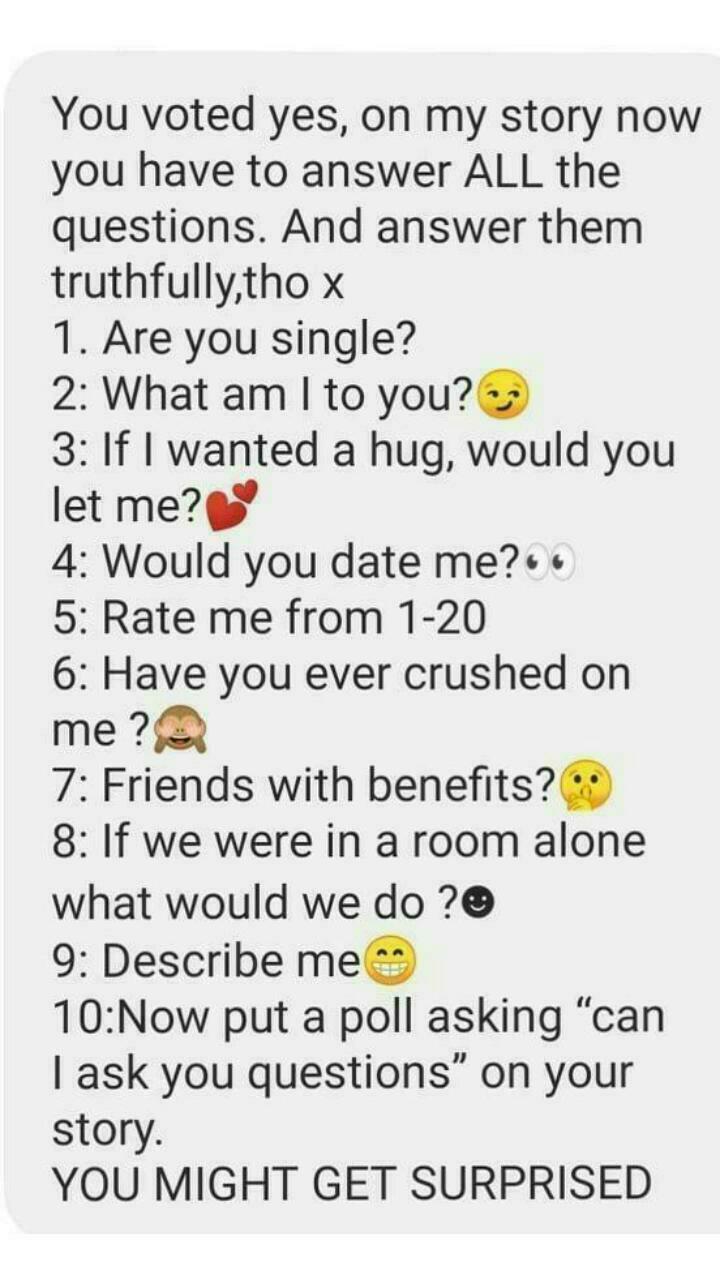 You voted yes, on my story now
you have to answer ALL the
questions. And answer them
truthfully,tho x
1. Are you single?
2: What am I to you?😏
3: If I wanted a hug, would you
let me?💕
4: Would you date me?👀
5: Rate me from 1-20
6: Have you ever crushed on
me ?🙈
7: Friends with benefits?🤫
8: If we were in a room alone
what would we do ?☻
9: Describe me😁
10:Now put a poll asking “can
I ask you questions” on your
story.
YOU MIGHT GET SURPRISED